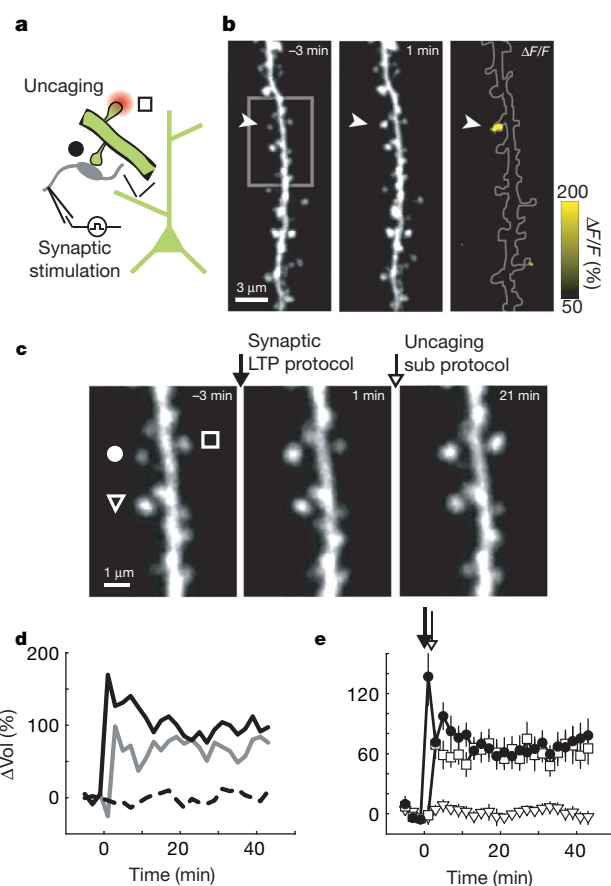 a
Uncaging
Synaptic
stimulation
b
−3 min
1 min
ΔF/F
3 μm
200
ΔF/F (%)
50
c
Synaptic
LTP protocol
Uncaging
sub protocol
−3 min
1 min
21 min
1 μm
d
200
100
0
ΔVol (%)
0
20
40
Time (min)
e
120
60
0
0
20
40
Time (min)